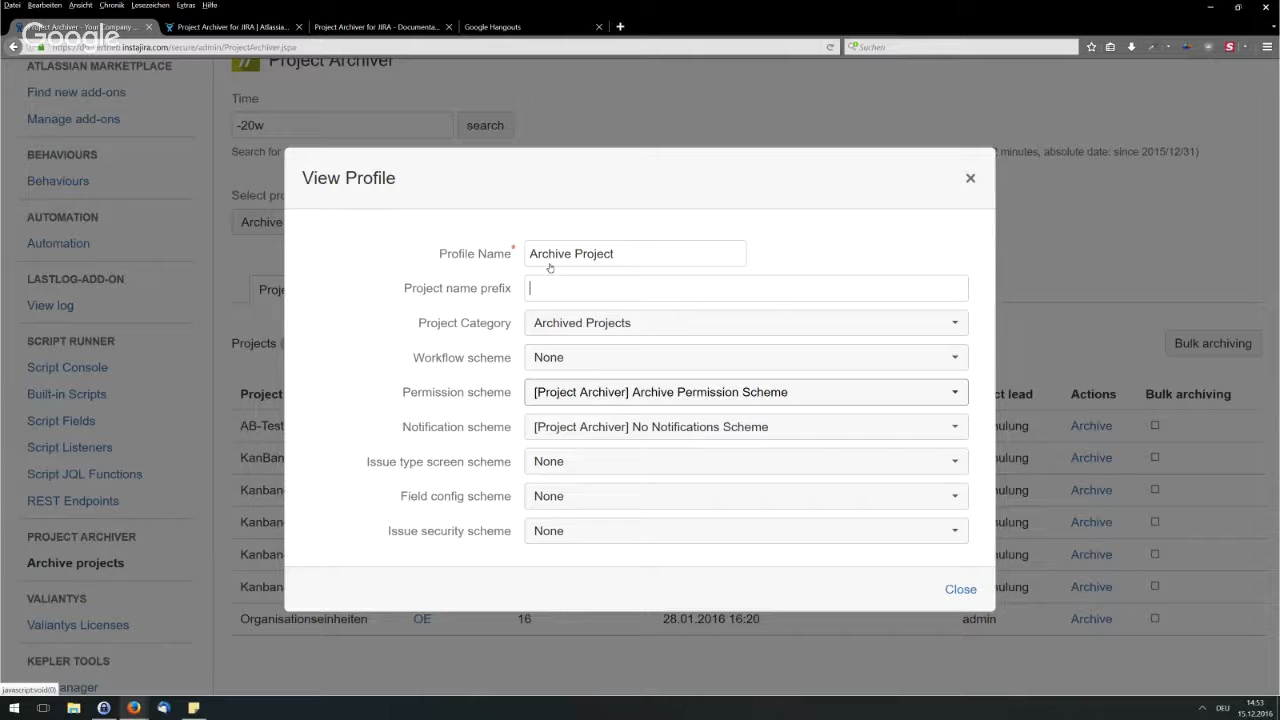 Datei Bearbeiten Ansicht Chronik Lesezeichen Extras Hilfe
Project Archiver - Your Company ... Project Archiver for JIRA | Atlassian... Project Archiver for JIRA - Documenta... Google Hangouts
Google
instajira.com/secure/admin/ProjectArchiver.jspa
Suchen
ATLASSIAN MARKETPLACE
Find new add-ons
Manage add-ons
BEHAVIOURS
Behaviours
AUTOMATION
Automation
LASTLOG-ADD-ON
View log
SCRIPT RUNNER
Script Console
Built-in Scripts
Script Fields
Script Listeners
Script JQL Functions
REST Endpoints
PROJECT ARCHIVER
Archive projects
VALIANTYS
Valiantys Licenses
KEPLER TOOLS
anager
javascript:void(0)
Project Archiver
Time
-20w search
Search for minutes, absolute date: since 2015/12/31)
Select pro
Archive
Proje
Projects
Bulk archiving
Project ct lead Actions Bulk archiving
AB-Test mulung Archive
KanBan mulung Archive
Kanban mulung Archive
Kanban mulung Archive
Kanban mulung Archive
Kanban mulung Archive
Organisationseinheiten OE 16 28.01.2016 16:20 admin Archive
View Profile
Profile Name* Archive Project
Project name prefix
Project Category Archived Projects
Workflow scheme None
Permission scheme [Project Archiver] Archive Permission Scheme
Notification scheme [Project Archiver] No Notifications Scheme
Issue type screen scheme None
Field config scheme None
Issue security scheme None
Close
DEU
14:53
15.12.2016